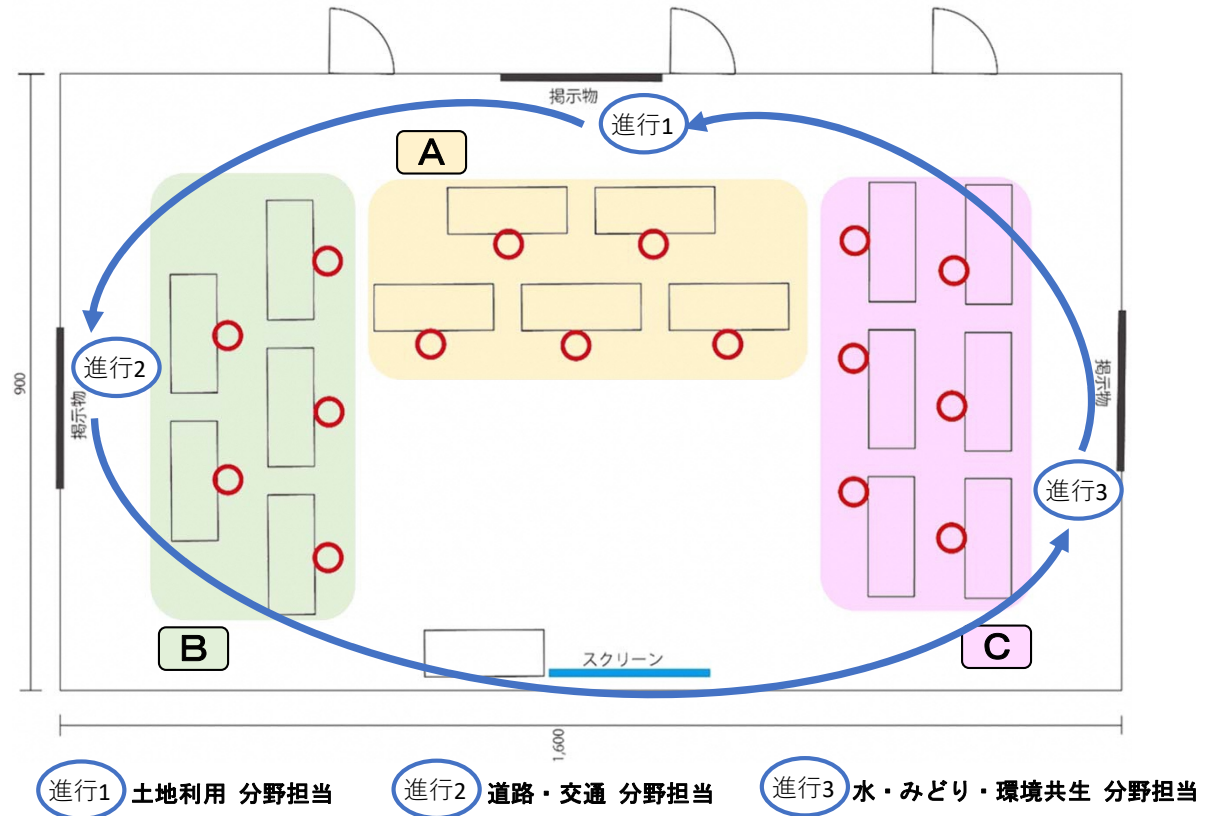 掲示物
進行1
A
900
進行2
掲示物
掲示物
進行3
B
C
スクリーン
1,600
進行1 土地利用 分野担当
進行2 道路・交通 分野担当
進行3 水・みどり・環境共生 分野担当